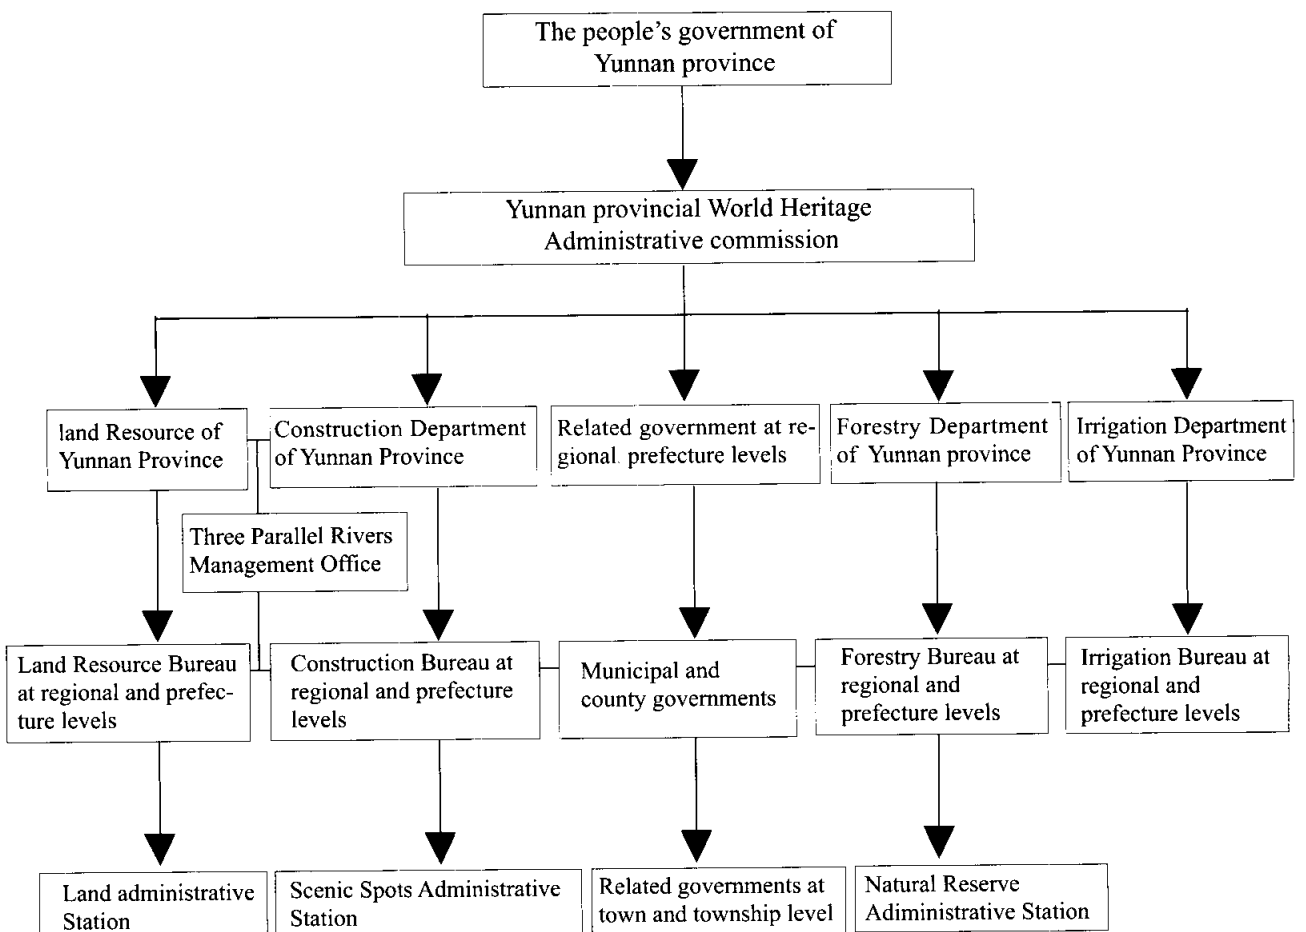 The people's government of
Yunnan province
Yunnan provincial World Heritage
Administrative commission
land Resource of
Yunnan Province
Construction Department
of Yunnan Province
Related government at re-
gional prefecture levels
Forestry Department
of Yunnan province
Irrigation Department
of Yunnan Province
Three Parallel Rivers
Management Office
Land Resource Bureau
at regional and prefec-
ture levels
Construction Bureau at
regional and prefecture
levels
Municipal and
county governments
Forestry Bureau at
regional and
prefecture levels
Irrigation Bureau at
regional and
prefecture levels
Land administrative
Station
Scenic Spots Administrative
Station
Related governments at
town and township level
Natural Reserve
Adiministrative Station